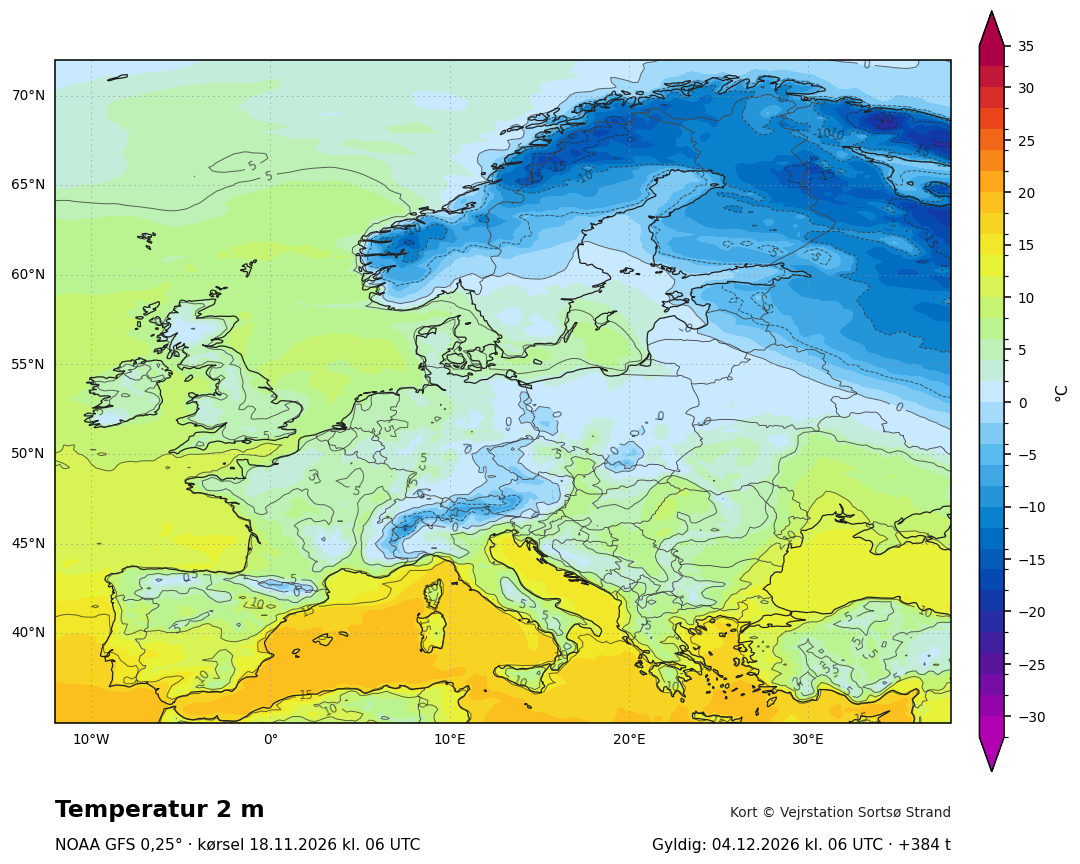 70°N
65°N
60°N
55°N
50°N
45°N
40°N
10°W
0°
10°E
20°E
30°E
35
30
25
20
15
10
5
0
−5
−10
−15
−20
−25
−30
°C
Temperatur 2 m
Kort © Vejrstation Sortsø Strand
NOAA GFS 0,25° · kørsel 18.11.2026 kl. 06 UTC
Gyldig: 04.12.2026 kl. 06 UTC · +384 t